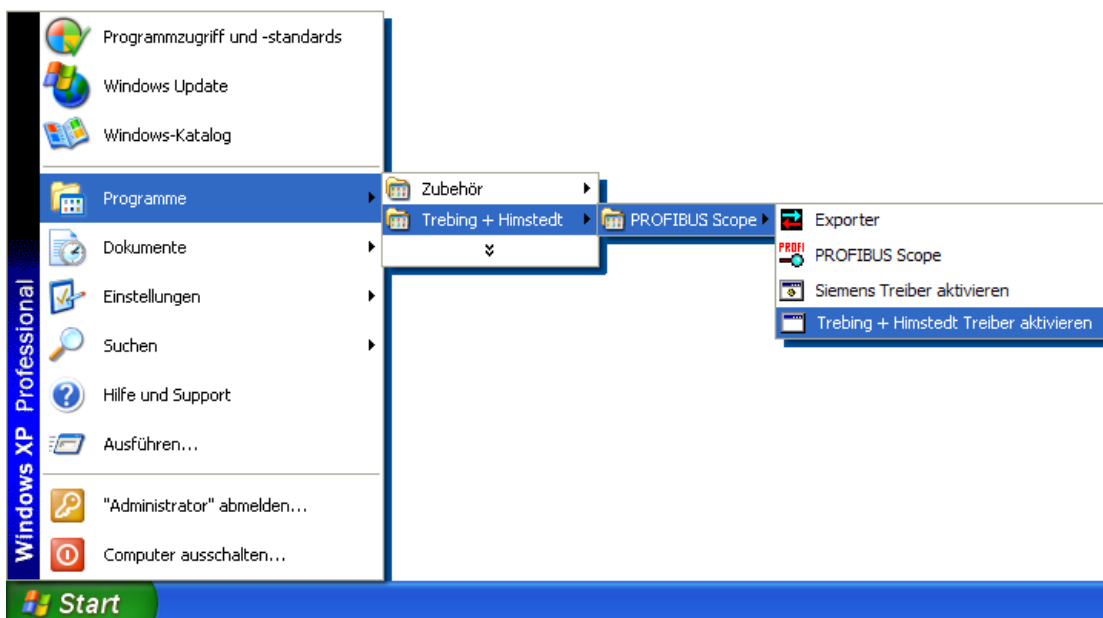 Programmzugriff und -standards
Windows Update
Windows-Katalog
Programme
Dokumente
Einstellungen
Suchen
Hilfe und Support
Ausführen...
"Administrator" abmelden...
Computer ausschalten...
Windows XP Professional
Start
Zubehör
Trebing + Himstedt
PROFIBUS Scope
Exporter
PROFI
PROFIBUS Scope
Siemens Treiber aktivieren
Trebing + Himstedt Treiber aktivieren